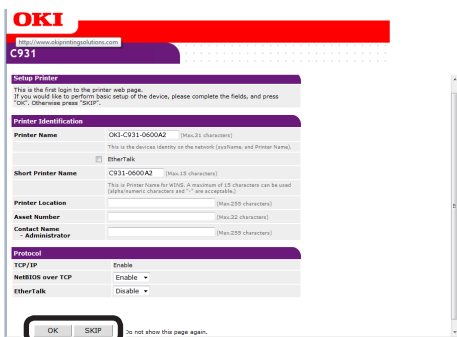 OKI
http://www.okiprintingsolutions.com
C931
Setup Printer
This is the first login to the printer web page.
If you would like to perform basic setup of the device, please complete the fields, and press
"OK". Otherwise press "SKIP".
Printer Identification
Printer Name OKI-C931-0600A2 (Max.31 characters)
This is the devices identity on the network (sysName, and Printer Name).
EtherTalk
Short Printer Name C931-0600A2 (Max.15 characters)
This is Printer Name for WINS. A maximum of 15 characters can be used
(alpha/numeric characters and "-" are acceptable.)
Printer Location (Max.255 characters)
Asset Number (Max.32 characters)
Contact Name
- Administrator (Max.255 characters)
Protocol
TCP/IP Enable
NetBIOS over TCP Enable
EtherTalk Disable
OK SKIP Do not show this page again.